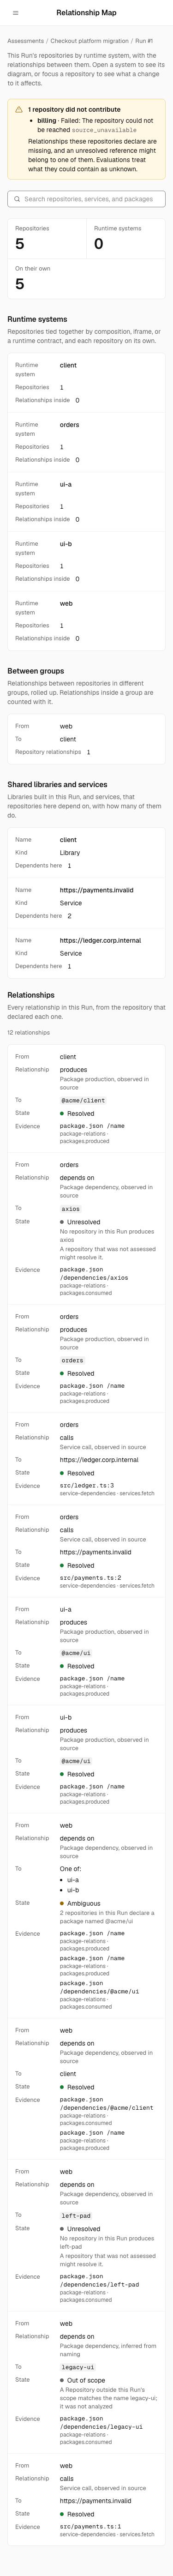 Relationship Map
Assessments / Checkout platform migration / Run #1
This Run's repositories by runtime system, with the
relationships between them. Open a system to see its
diagram, or focus a repository to see what a change
to it affects.
1 repository did not contribute
• billing · Failed: The repository could not
be reached source_unavailable
Relationships these repositories declare are
missing, and an unresolved reference might
belong to one of them. Evaluations treat
what they could contain as unknown.
Search repositories, services, and packages
Repositories
5
Runtime systems
0
On their own
5
Runtime systems
Repositories tied together by composition, iframe, or
a runtime contract, and each repository on its own.
Runtime system client
Repositories 1
Relationships inside 0
Runtime system orders
Repositories 1
Relationships inside 0
Runtime system ui-a
Repositories 1
Relationships inside 0
Runtime system ui-b
Repositories 1
Relationships inside 0
Runtime system web
Repositories 1
Relationships inside 0
Between groups
Relationships between repositories in different
groups, rolled up. Relationships inside a group are
counted with it.
From web
To client
Repository relationships 1
Shared libraries and services
Libraries built in this Run, and services, that
repositories here depend on, with how many of them
do.
Name client
Kind Library
Dependents here 1
Name https://payments.invalid
Kind Service
Dependents here 2
Name https://ledger.corp.internal
Kind Service
Dependents here 1
Relationships
Every relationship in this Run, from the repository that
declared each one.
12 relationships
From client
Relationship produces
Package production, observed in
source
To @acme/client
State Resolved
Evidence package.json /name
package-relations ·
packages.produced
From orders
Relationship depends on
Package dependency, observed in
source
To axios
State Unresolved
No repository in this Run produces
axios
A repository that was not assessed
might resolve it.
Evidence package.json
/dependencies/axios
package-relations ·
packages.consumed
From orders
Relationship produces
Package production, observed in
source
To orders
State Resolved
Evidence package.json /name
package-relations ·
packages.produced
From orders
Relationship calls
Service call, observed in source
To https://ledger.corp.internal
State Resolved
Evidence src/ledger.ts:3
service-dependencies · services.fetch
From orders
Relationship calls
Service call, observed in source
To https://payments.invalid
State Resolved
Evidence src/payments.ts:2
service-dependencies · services.fetch
From ui-a
Relationship produces
Package production, observed in
source
To @acme/ui
State Resolved
Evidence package.json /name
package-relations ·
packages.produced
From ui-b
Relationship produces
Package production, observed in
source
To @acme/ui
State Resolved
Evidence package.json /name
package-relations ·
packages.produced
From web
Relationship depends on
Package dependency, observed in
source
To One of:
• ui-a
• ui-b
State Ambiguous
2 repositories in this Run declare a
package named @acme/ui
Evidence package.json /name
package-relations ·
packages.produced
package.json /name
package-relations ·
packages.produced
package.json
/dependencies/@acme/ui
package-relations ·
packages.consumed
From web
Relationship depends on
Package dependency, observed in
source
To client
State Resolved
Evidence package.json
/dependencies/@acme/client
package-relations ·
packages.consumed
package.json /name
package-relations ·
packages.produced
From web
Relationship depends on
Package dependency, observed in
source
To left-pad
State Unresolved
No repository in this Run produces
left-pad
A repository that was not assessed
might resolve it.
Evidence package.json
/dependencies/left-pad
package-relations ·
packages.consumed
From web
Relationship depends on
Package dependency, inferred from
naming
To legacy-ui
State Out of scope
A Repository outside this Run's
scope matches the name legacy-ui;
it was not analyzed
Evidence package.json
/dependencies/legacy-ui
package-relations ·
packages.consumed
From web
Relationship calls
Service call, observed in source
To https://payments.invalid
State Resolved
Evidence src/payments.ts:1
service-dependencies · services.fetch